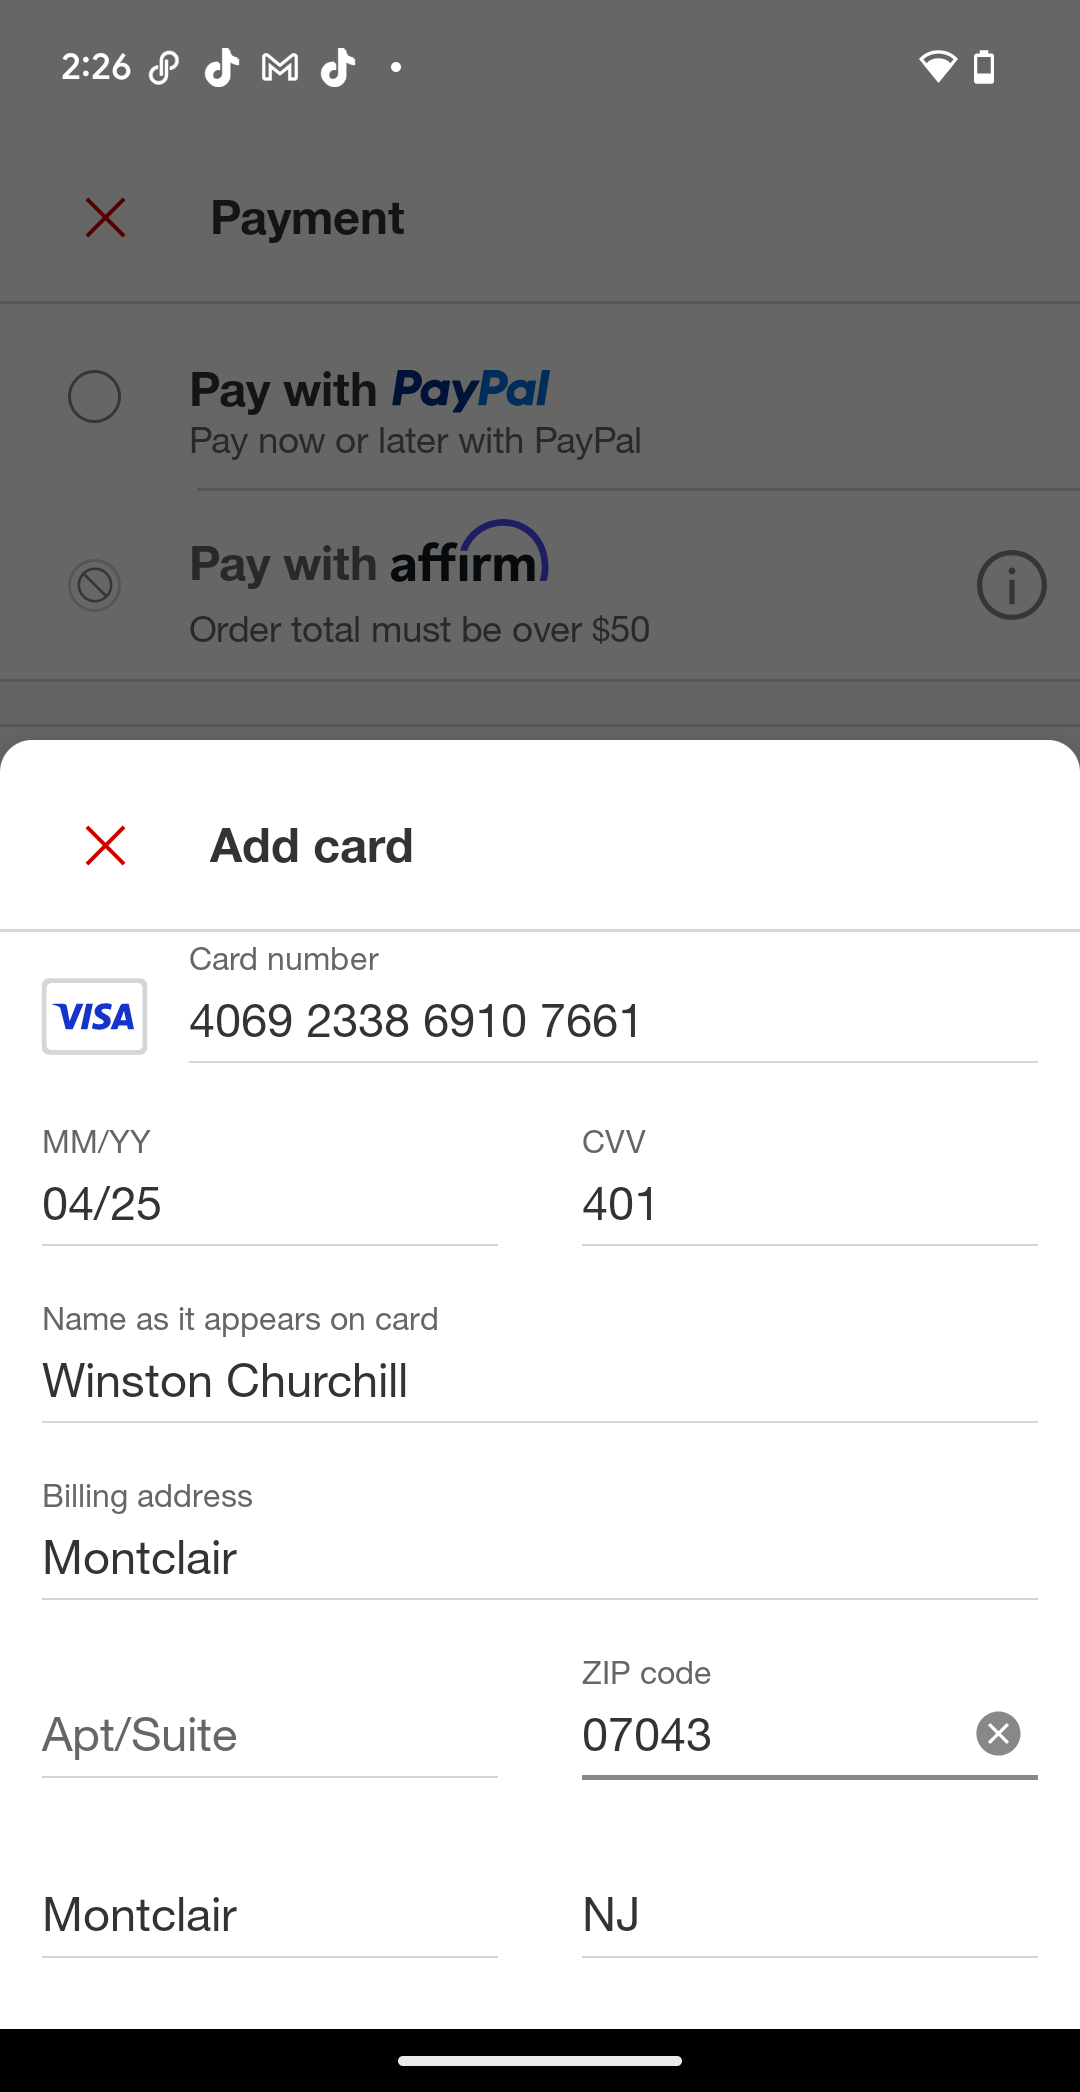 2:26
Payment
Pay with PayPal
Pay now or later with PayPal
Pay with affirm
Order total must be over $50
Add card
Card number
VISA
4069 2338 6910 7661
MM/YY
CVV
04/25
401
Name as it appears on card
Winston Churchill
Billing address
Montclair
ZIP code
Apt/Suite
07043
Montclair
NJ